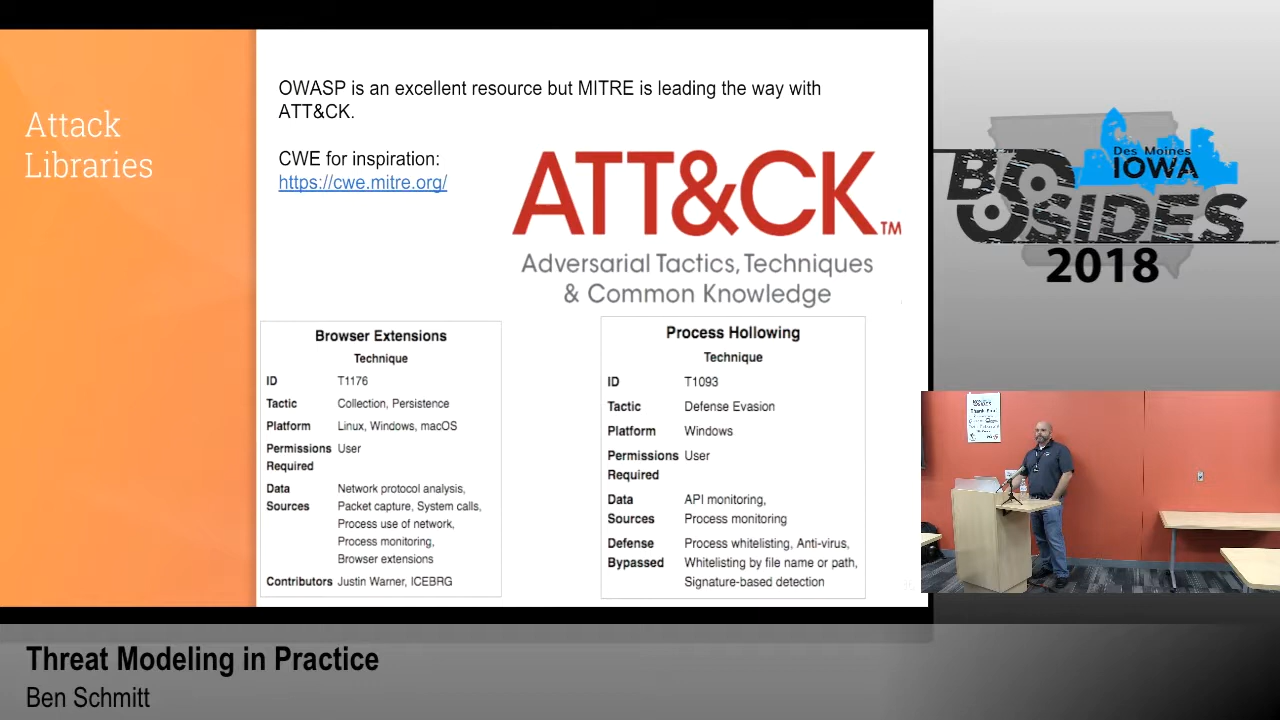 Attack
Libraries
OWASP is an excellent resource but MITRE is leading the way with
ATT&CK.
CWE for inspiration:
https://cwe.mitre.org/
ATT&CK™
Adversarial Tactics, Techniques
& Common Knowledge
Browser Extensions
Technique
ID T1176
Tactic Collection, Persistence
Platform Linux, Windows, macOS
Permissions User
Required
Data Network protocol analysis,
Sources Packet capture, System calls,
Process use of network,
Process monitoring,
Browser extensions
Contributors Justin Warner, ICEBRG
Process Hollowing
Technique
ID T1093
Tactic Defense Evasion
Platform Windows
Permissions User
Required
Data API monitoring,
Sources Process monitoring
Defense Process whitelisting, Anti-virus,
Bypassed Whitelisting by file name or path,
Signature-based detection
Des Moines
IOWA
BSIDES
2018
Thank You!
Threat Modeling in Practice
Ben Schmitt